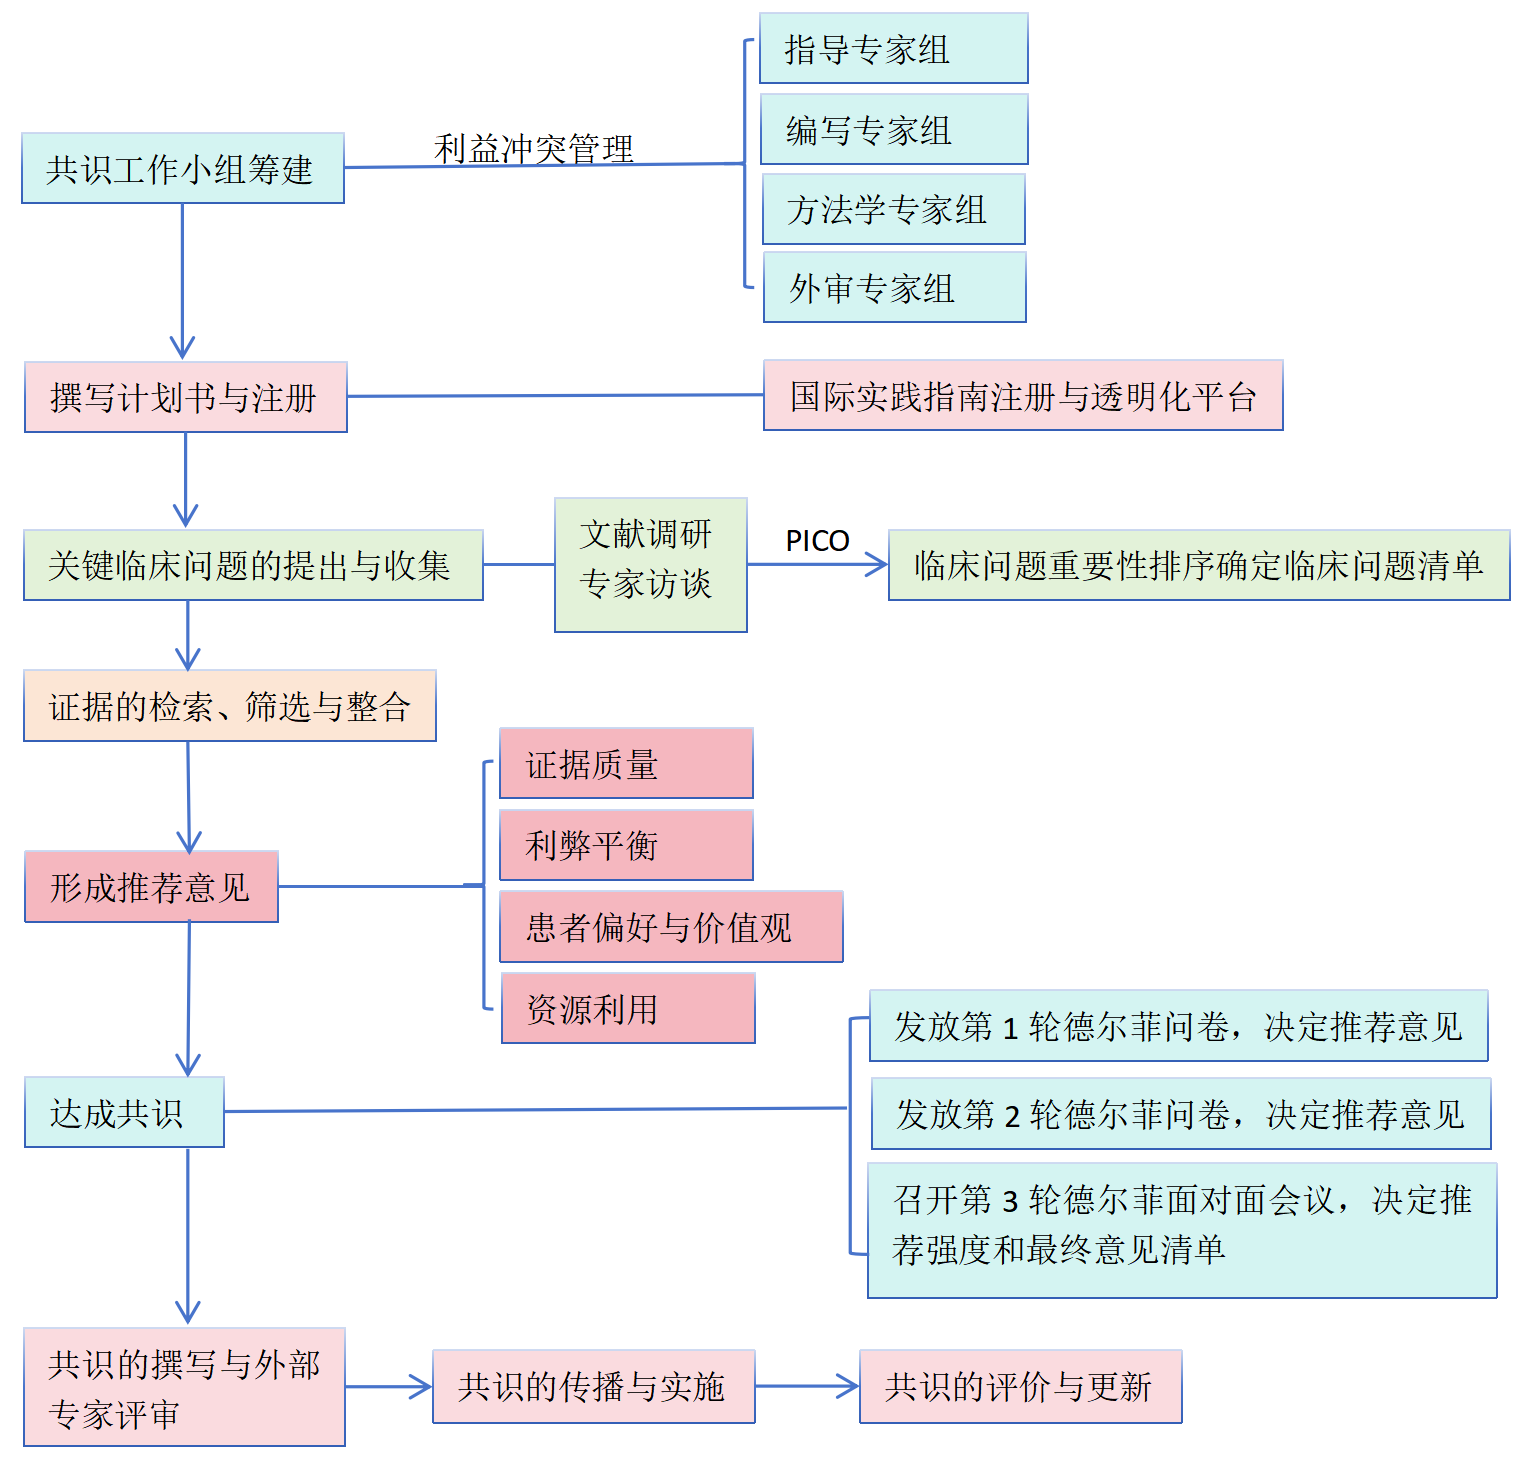 指导专家组
编写专家组
利益冲突管理
共识工作小组筹建
方法学专家组
外审专家组
撰写计划书与注册
国际实践指南注册与透明化平台
关键临床问题的提出与收集
文献调研
专家访谈
PICO
临床问题重要性排序确定临床问题清单
证据的检索、筛选与整合
证据质量
利弊平衡
形成推荐意见
患者偏好与价值观
资源利用
达成共识
发放第 1 轮德尔菲问卷，决定推荐意见
发放第 2 轮德尔菲问卷，决定推荐意见
召开第 3 轮德尔菲面对面会议，决定推
荐强度和最终意见清单
共识的撰写与外部
专家评审
共识的传播与实施
共识的评价与更新